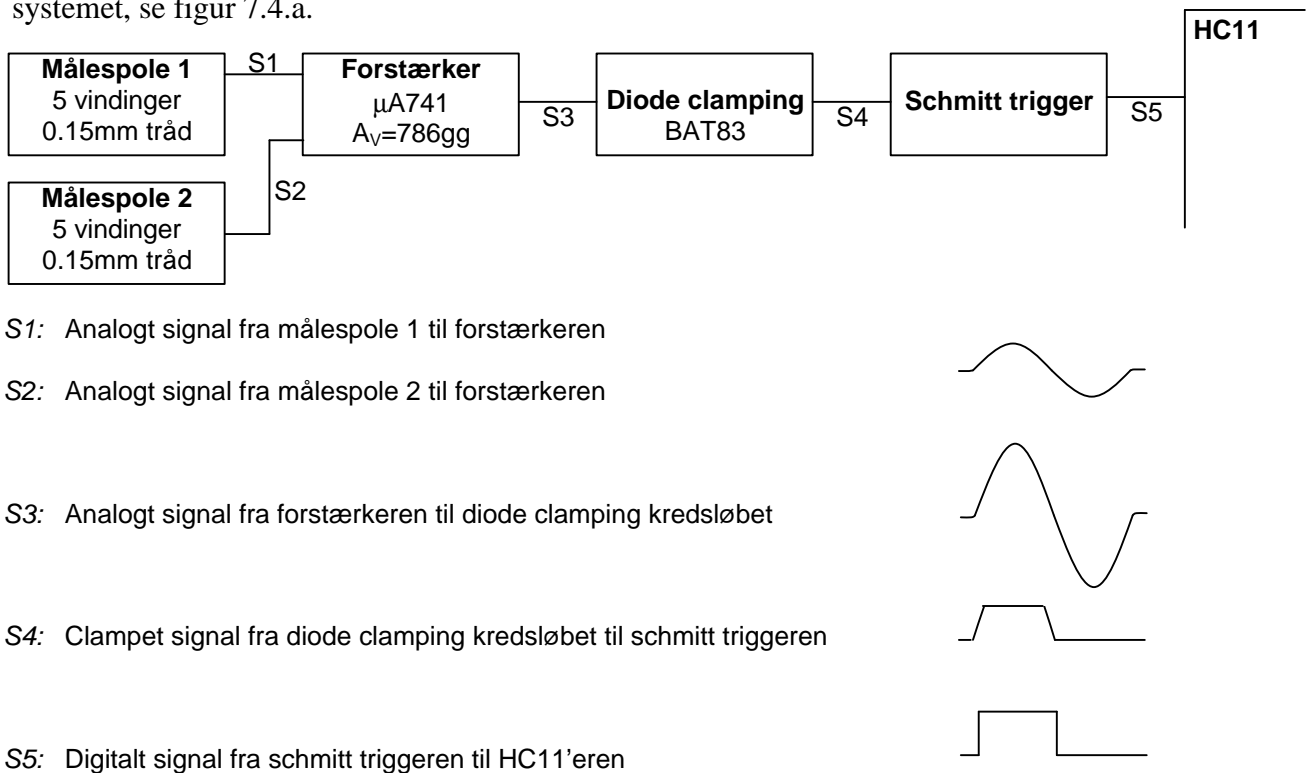 systemet, se figur 7.4.a.
HC11
Målespole 1
5 vindinger
0.15mm tråd
S1
Forstærker
µA741
AV=786gg
S3
Diode clamping
BAT83
S4
Schmitt trigger
S5
Målespole 2
5 vindinger
0.15mm tråd
S2
S1: Analogt signal fra målespole 1 til forstærkeren
S2: Analogt signal fra målespole 2 til forstærkeren
S3: Analogt signal fra forstærkeren til diode clamping kredsløbet
S4: Clampet signal fra diode clamping kredsløbet til schmitt triggeren
S5: Digitalt signal fra schmitt triggeren til HC11'eren